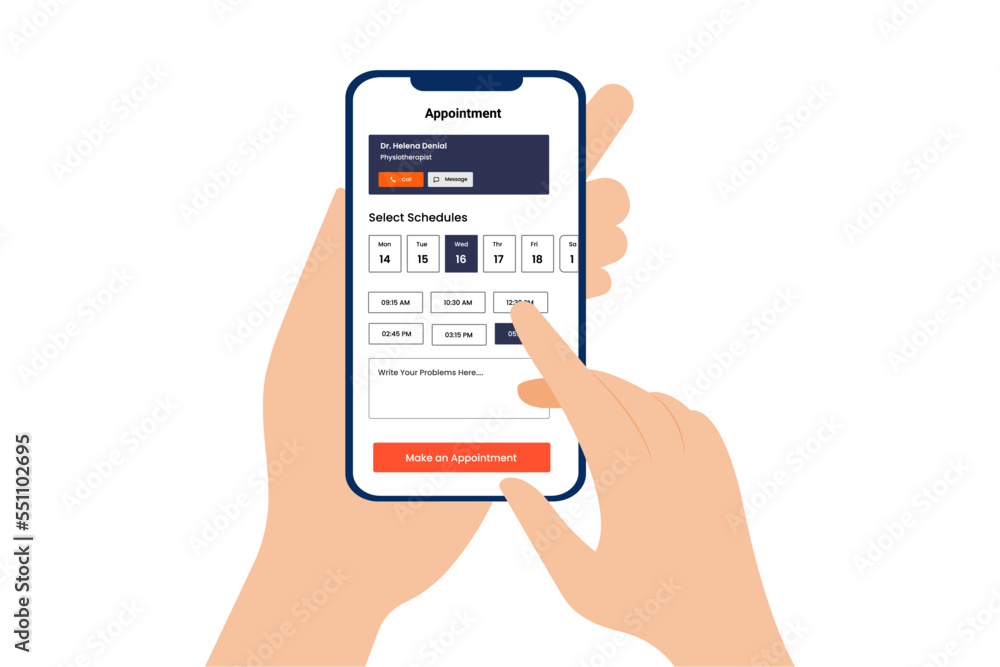 Appointment
Dr. Helena Denial
Physiotherapist
Call Message
Select Schedules
Mon Tue Wed Thr Fri Sa
14 15 16 17 18 1
09:15 AM 10:30 AM 12:30 PM
02:45 PM 03:15 PM 05:
Write Your Problems Here....
Make an Appointment
Adobe Stock | #551102695
Adobe Stock